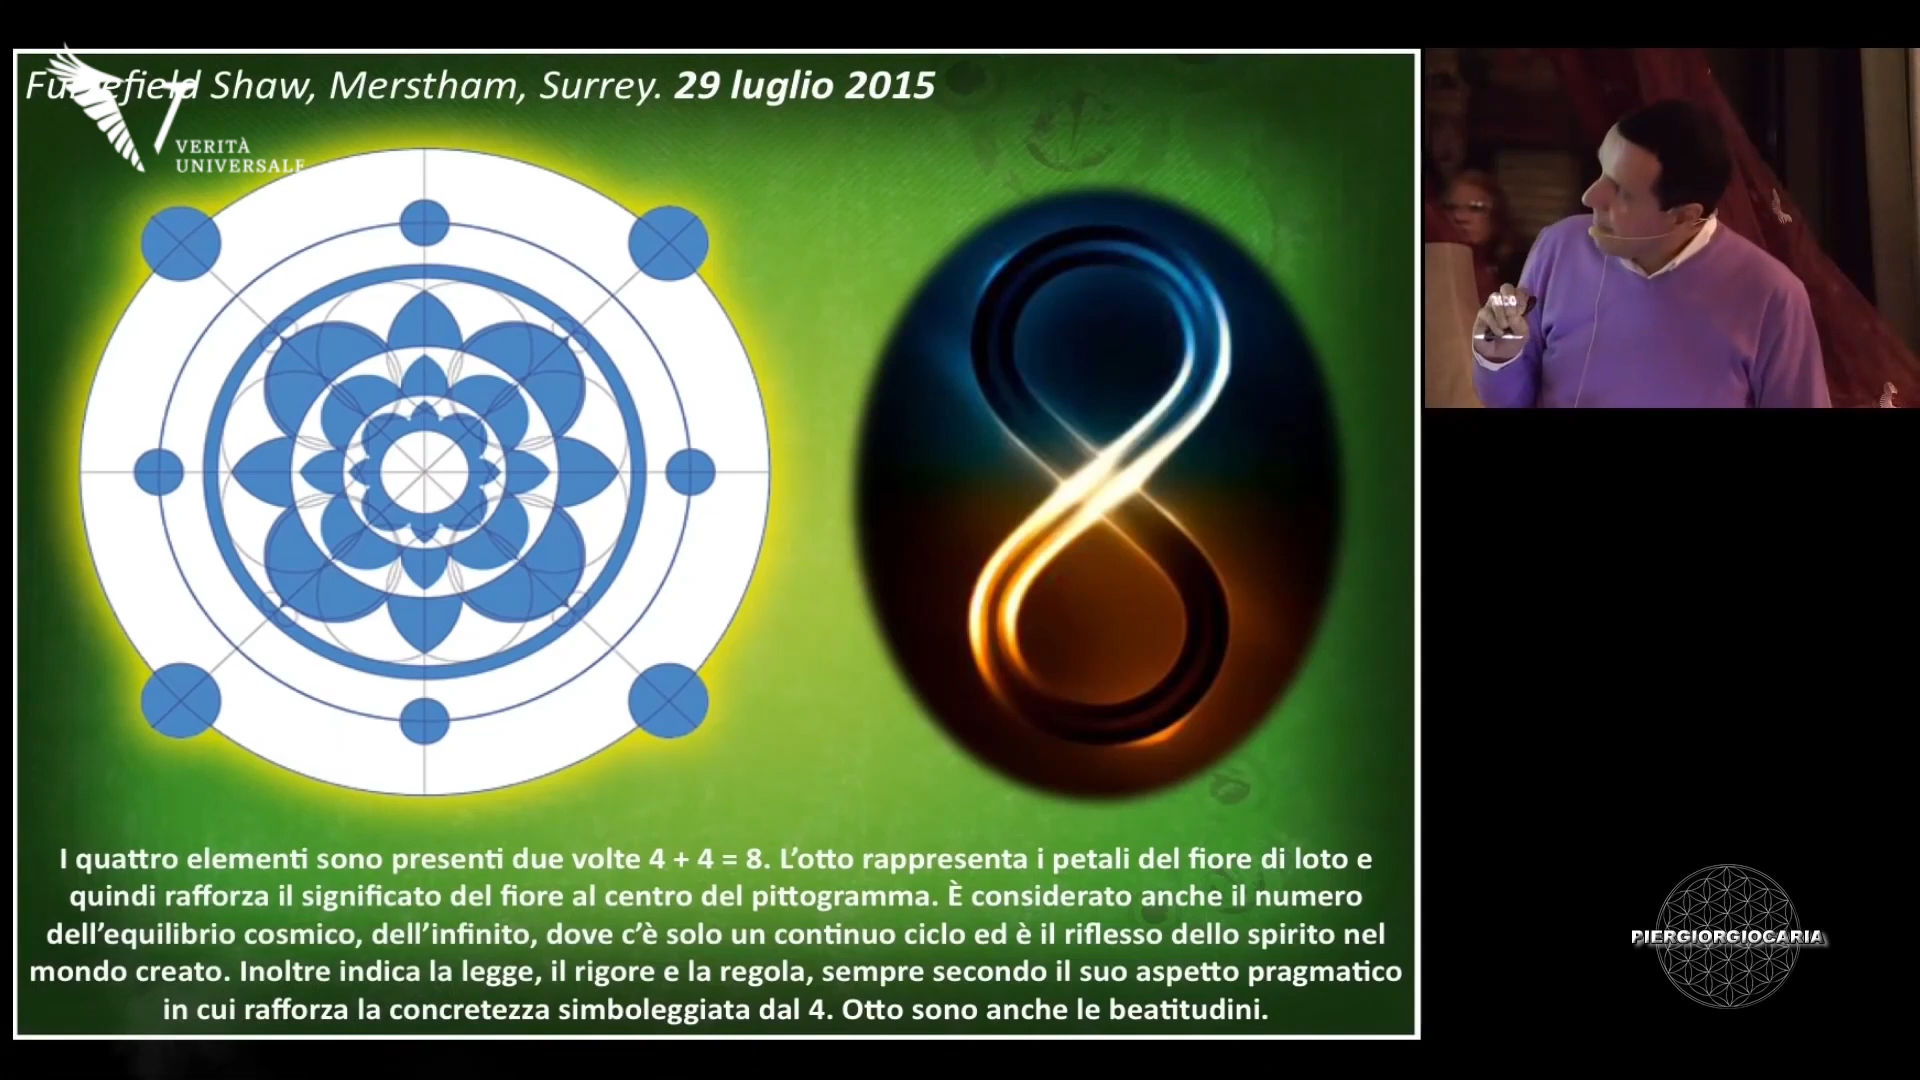 Shaw, Merstham, Surrey. 29 luglio 2015
VERITÀ
UNIVERSALE
I quattro elementi sono presenti due volte 4 + 4 = 8. L’otto rappresenta i petali del fiore di loto e
quindi rafforza il significato del fiore al centro del pittogramma. È considerato anche il numero
dell’equilibrio cosmico, dell’infinito, dove c’è solo un continuo ciclo ed è il riflesso dello spirito nel
mondo creato. Inoltre indica la legge, il rigore e la regola, sempre secondo il suo aspetto pragmatico
in cui rafforza la concretezza simboleggiata dal 4. Otto sono anche le beatitudini.
PIERGIORGIOCARIA